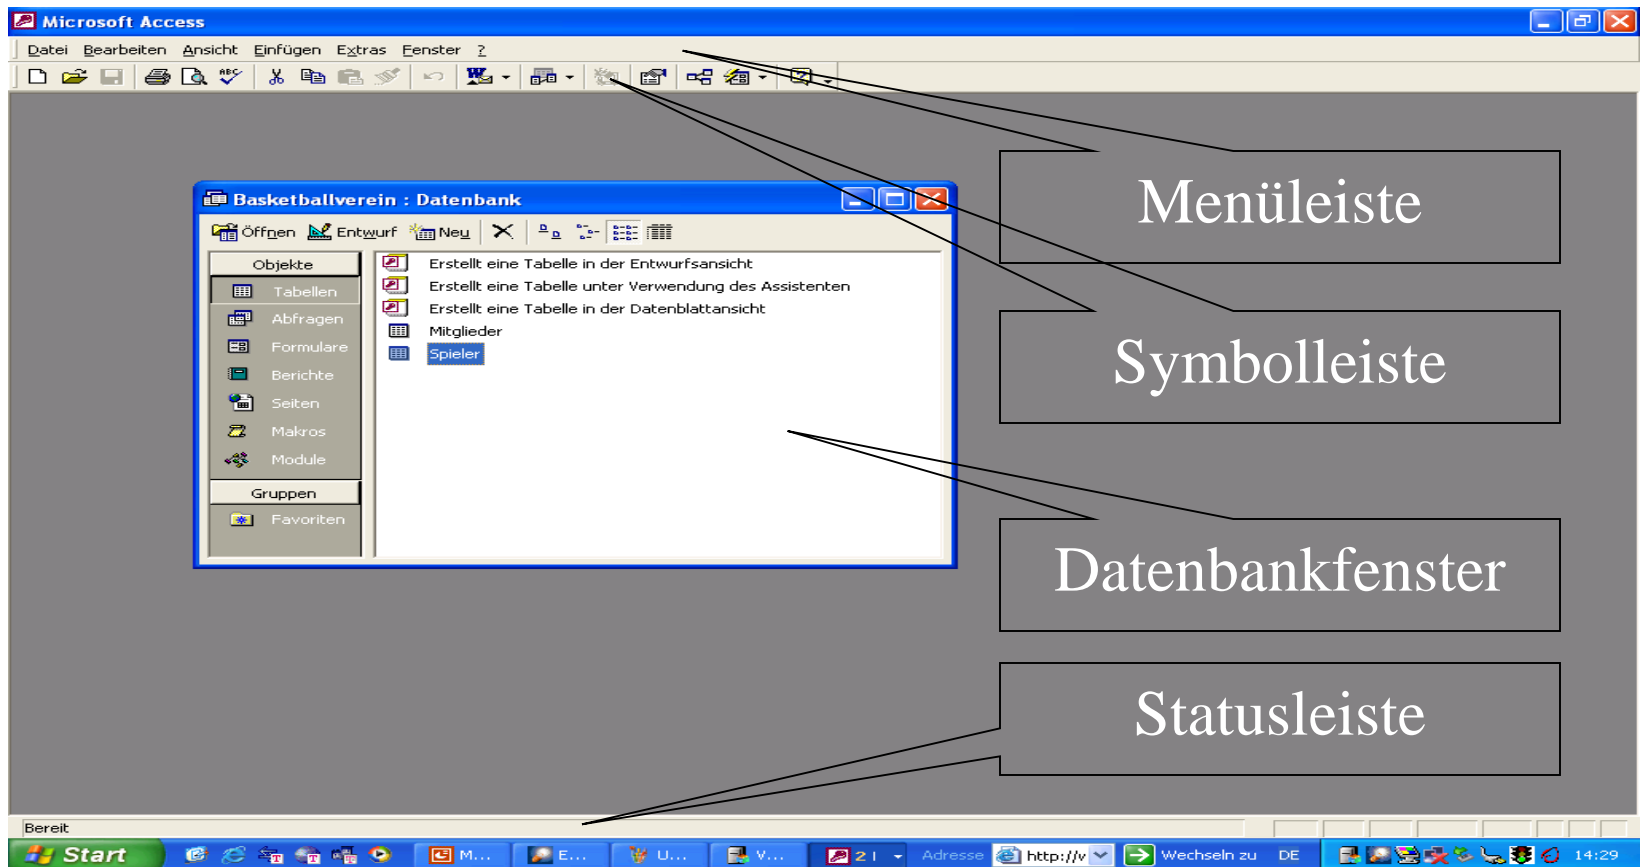 Microsoft Access
Datei Bearbeiten Ansicht Einfügen Extras Fenster ?
Menüleiste
Basketballverein : Datenbank
Öffnen Entwurf Neu
Objekte
Tabellen
Abfragen
Formulare
Berichte
Seiten
Makros
Module
Gruppen
Favoriten
Erstellt eine Tabelle in der Entwurfsansicht
Erstellt eine Tabelle unter Verwendung des Assistenten
Erstellt eine Tabelle in der Datenblattansicht
Mitglieder
Spieler
Symbolleiste
Datenbankfenster
Statusleiste
Bereit
Start M... E... U... V... 2 I Adresse http://v Wechseln zu DE 14:29